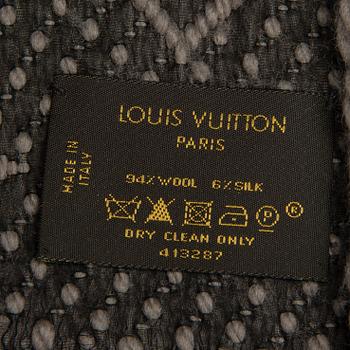 LOUIS VUITTON
PARIS
MADE IN
ITALY
94% WOOL 6% SILK
P ®
DRY CLEAN ONLY
413287